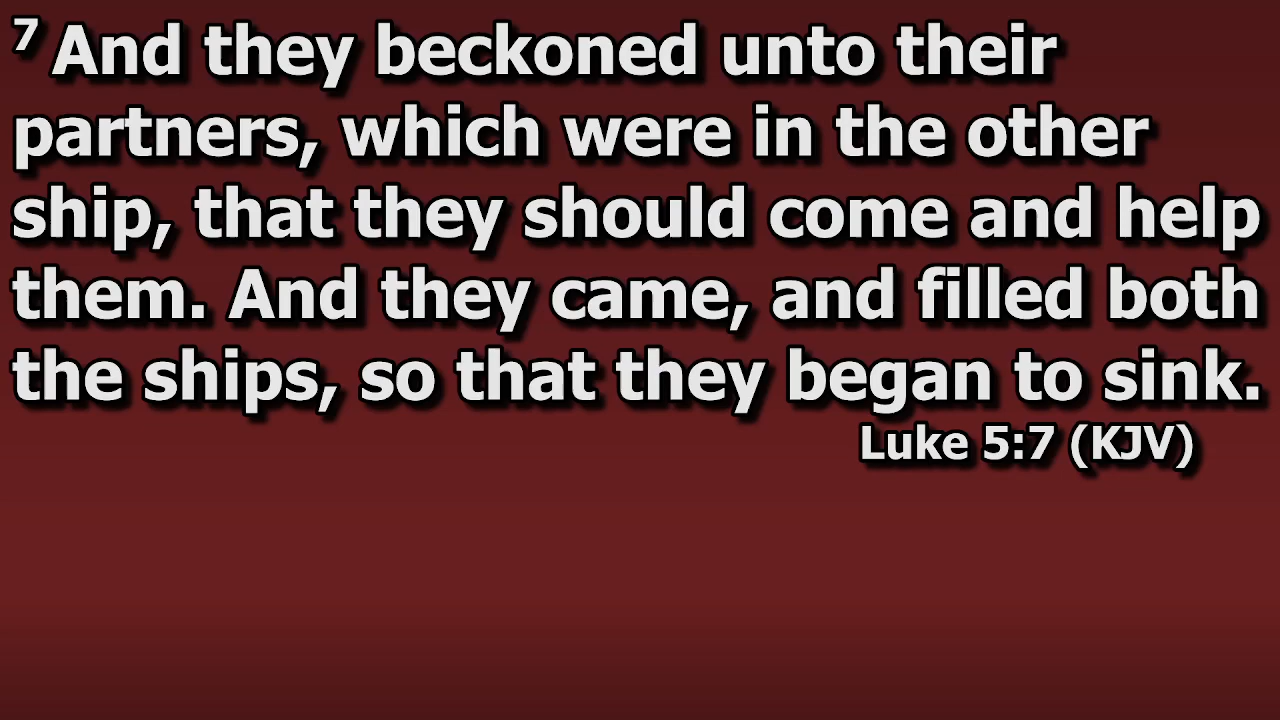 7 And they beckoned unto their
partners, which were in the other
ship, that they should come and help
them. And they came, and filled both
the ships, so that they began to sink.
Luke 5:7 (KJV)